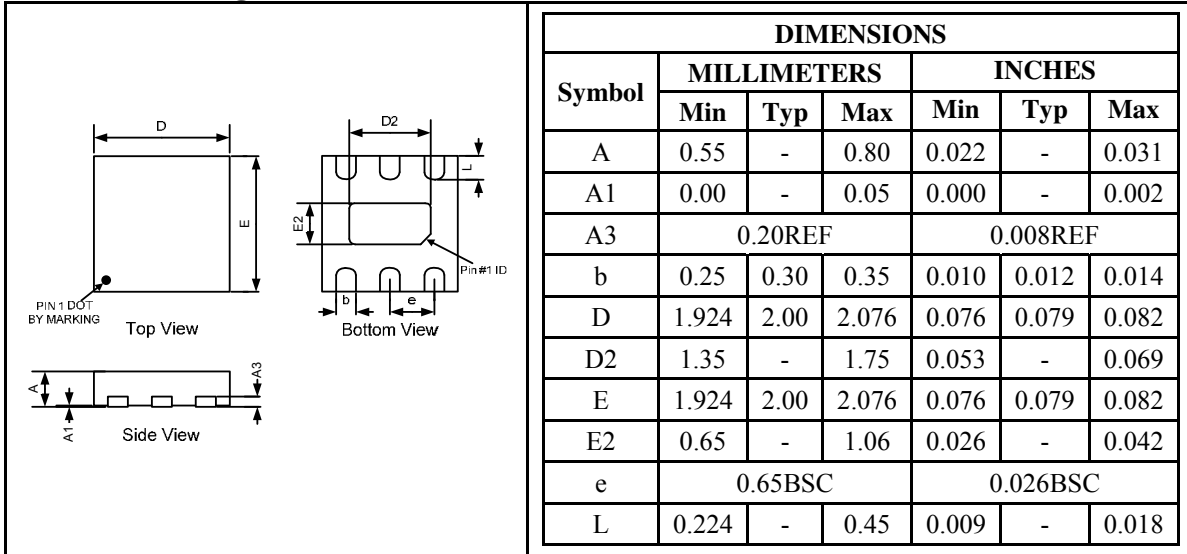 D
E
PIN 1 DOT
BY MARKING
Top View
D2
L
E2
Pin #1 ID
b
e
Bottom View
A
A1
A3
Side View
DIMENSIONS
Symbol MILLIMETERS INCHES
Min Typ Max Min Typ Max
A 0.55 - 0.80 0.022 - 0.031
A1 0.00 - 0.05 0.000 - 0.002
A3 0.20REF 0.008REF
b 0.25 0.30 0.35 0.010 0.012 0.014
D 1.924 2.00 2.076 0.076 0.079 0.082
D2 1.35 - 1.75 0.053 - 0.069
E 1.924 2.00 2.076 0.076 0.079 0.082
E2 0.65 - 1.06 0.026 - 0.042
e 0.65BSC 0.026BSC
L 0.224 - 0.45 0.009 - 0.018